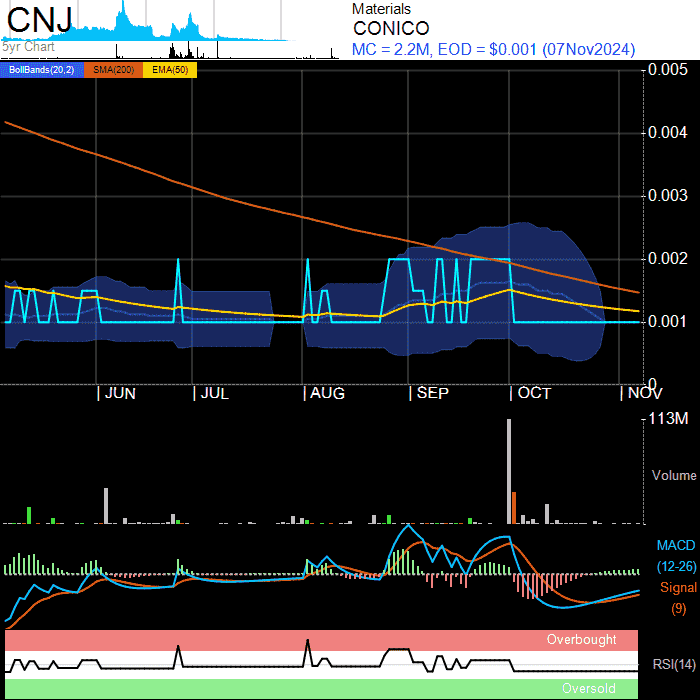 CNJ
5yr Chart
Materials
CONICO
MC = 2.2M, EOD = $0.001 (07Nov2024)
BollBands(20,2) SMA(200) EMA(50)
0.005
0.004
0.003
0.002
0.001
0
JUN JUL AUG SEP OCT NOV
113M
Volume
MACD
(12-26)
Signal
(9)
Overbought
RSI(14)
Oversold